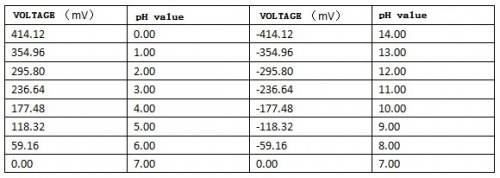 VOLTAGE （mV） pH value VOLTAGE （mV） pH value
414.12 0.00 -414.12 14.00
354.96 1.00 -354.96 13.00
295.80 2.00 -295.80 12.00
236.64 3.00 -236.64 11.00
177.48 4.00 -177.48 10.00
118.32 5.00 -118.32 9.00
59.16 6.00 -59.16 8.00
0.00 7.00 0.00 7.00